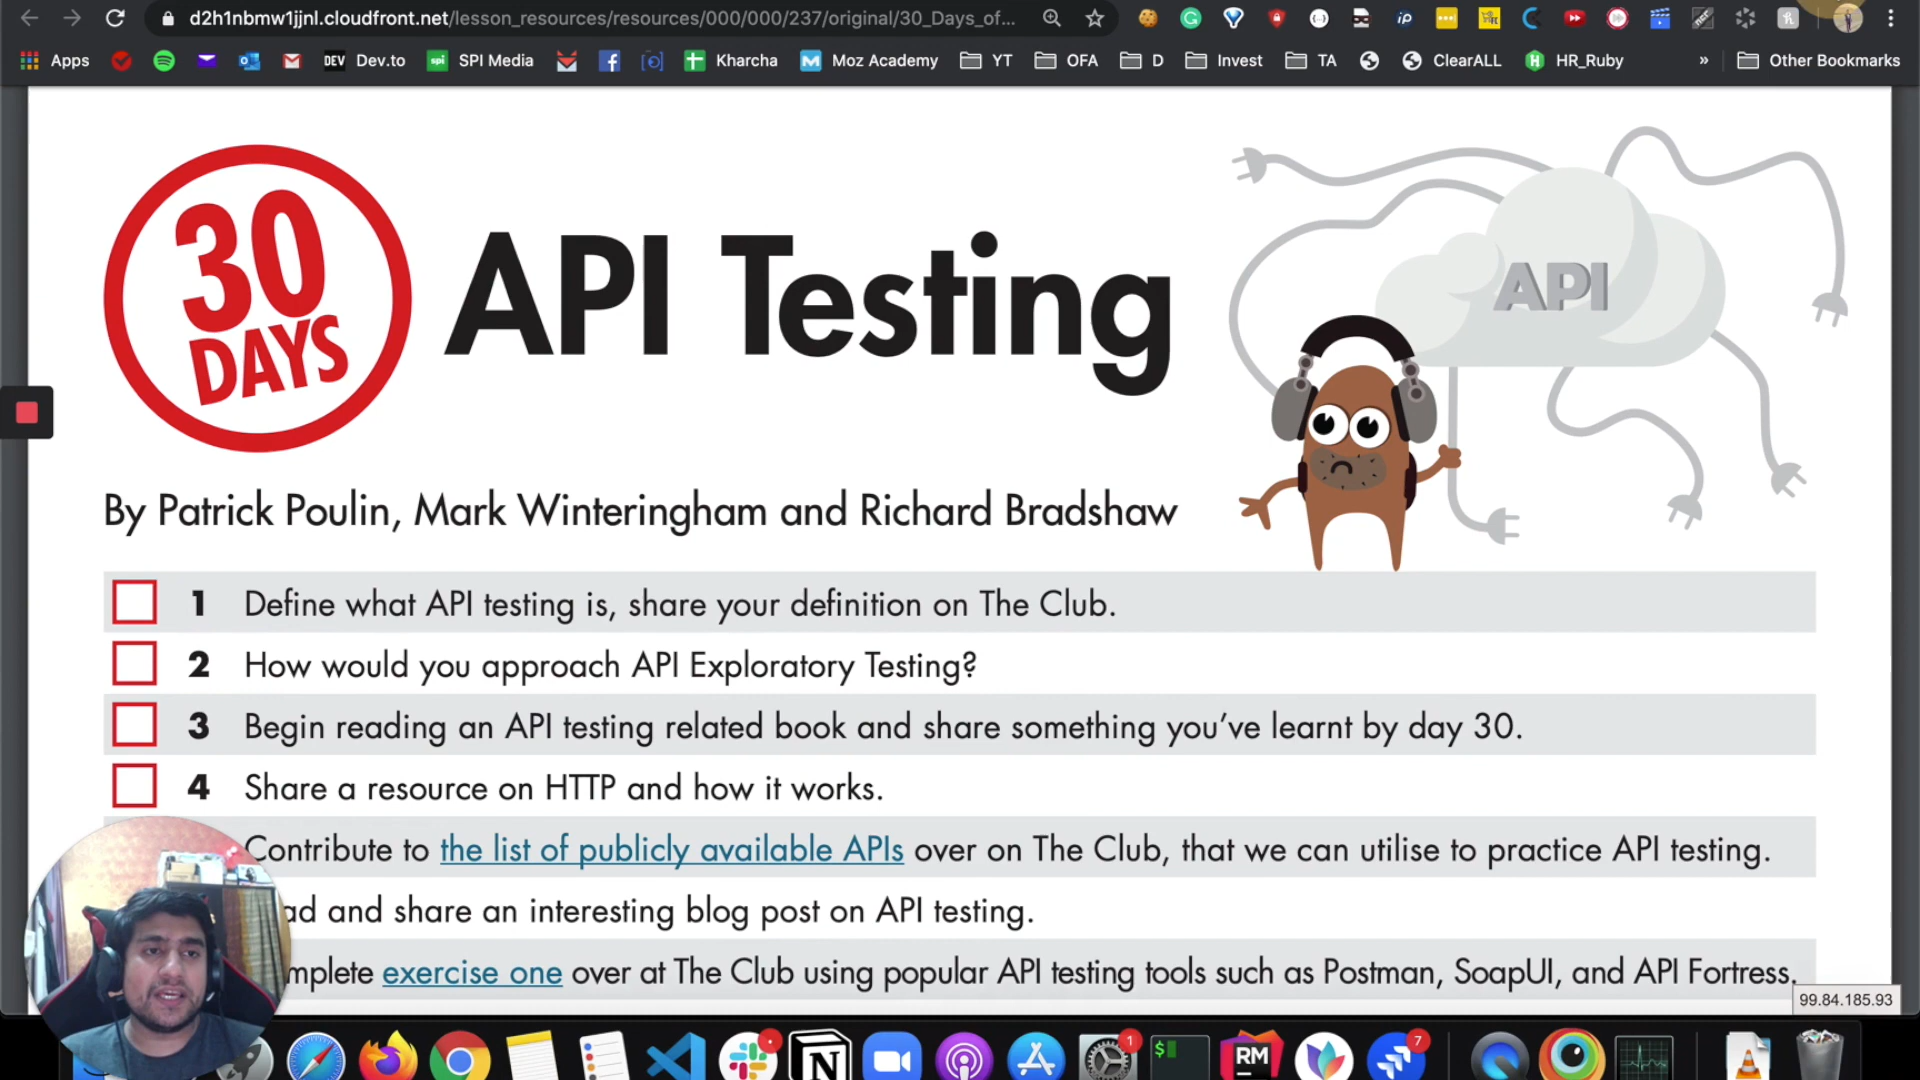 d2h1nbmw1jjnl.cloudfront.net/lesson_resources/resources/000/000/237/original/30_Days_of...
Apps
DEV Dev.to
spi SPI Media
Kharcha
Moz Academy
YT
OFA
D
Invest
TA
ClearALL
HR_Ruby
»
Other Bookmarks
30
DAYS
API Testing
API
By Patrick Poulin, Mark Winteringham and Richard Bradshaw
1 Define what API testing is, share your definition on The Club.
2 How would you approach API Exploratory Testing?
3 Begin reading an API testing related book and share something you've learnt by day 30.
4 Share a resource on HTTP and how it works.
Contribute to the list of publicly available APIs over on The Club, that we can utilise to practice API testing.
ad and share an interesting blog post on API testing.
mplete exercise one over at The Club using popular API testing tools such as Postman, SoapUI, and API Fortress.
99.84.185.93
1
$
RM
7